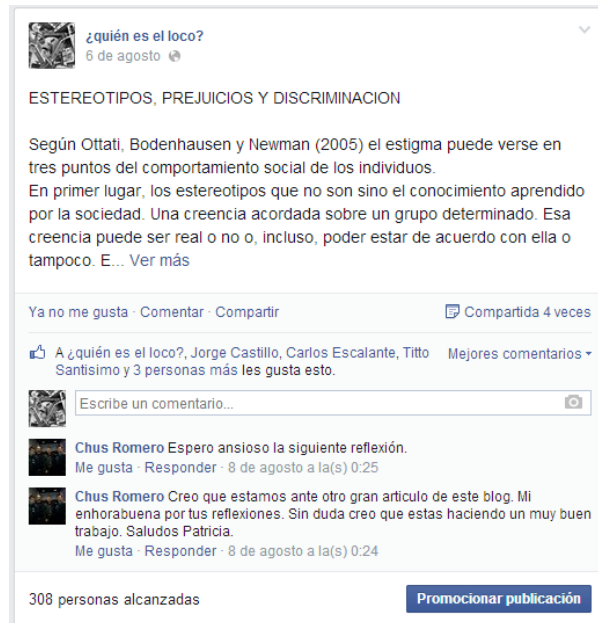 ¿quién es el loco?
6 de agosto
ESTEREOTIPOS, PREJUICIOS Y DISCRIMINACION
Según Ottati, Bodenhausen y Newman (2005) el estigma puede verse en
tres puntos del comportamiento social de los individuos.
En primer lugar, los estereotipos que no son sino el conocimiento aprendido
por la sociedad. Una creencia acordada sobre un grupo determinado. Esa
creencia puede ser real o no o, incluso, poder estar de acuerdo con ella o
tampoco. E... Ver más
Ya no me gusta · Comentar · Compartir
Compartida 4 veces
A ¿quién es el loco?, Jorge Castillo, Carlos Escalante, Titto
Santisimo y 3 personas más les gusta esto.
Mejores comentarios
Escribe un comentario...
Chus Romero Espero ansioso la siguiente reflexión.
Me gusta · Responder · 8 de agosto a la(s) 0:25
Chus Romero Creo que estamos ante otro gran articulo de este blog. Mi
enhorabuena por tus reflexiones. Sin duda creo que estas haciendo un muy buen
trabajo. Saludos Patricia.
Me gusta · Responder · 8 de agosto a la(s) 0:24
308 personas alcanzadas
Promocionar publicación